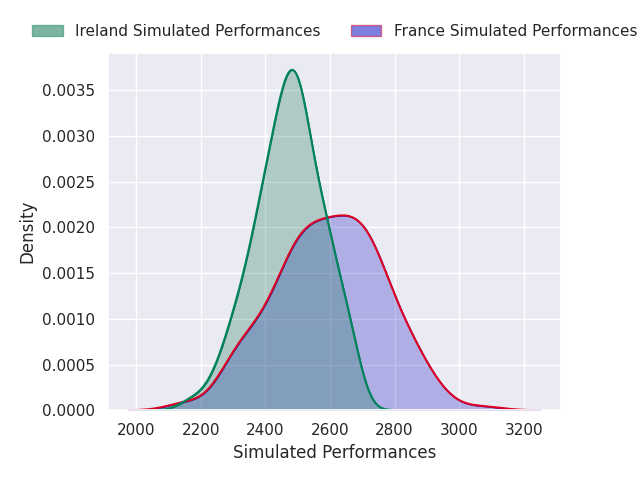 Ireland Simulated Performances France Simulated Performances
0.0035
0.0030
0.0025
0.0020
0.0015
0.0010
0.0005
0.0000
Density
2000 2200 2400 2600 2800 3000 3200
Simulated Performances